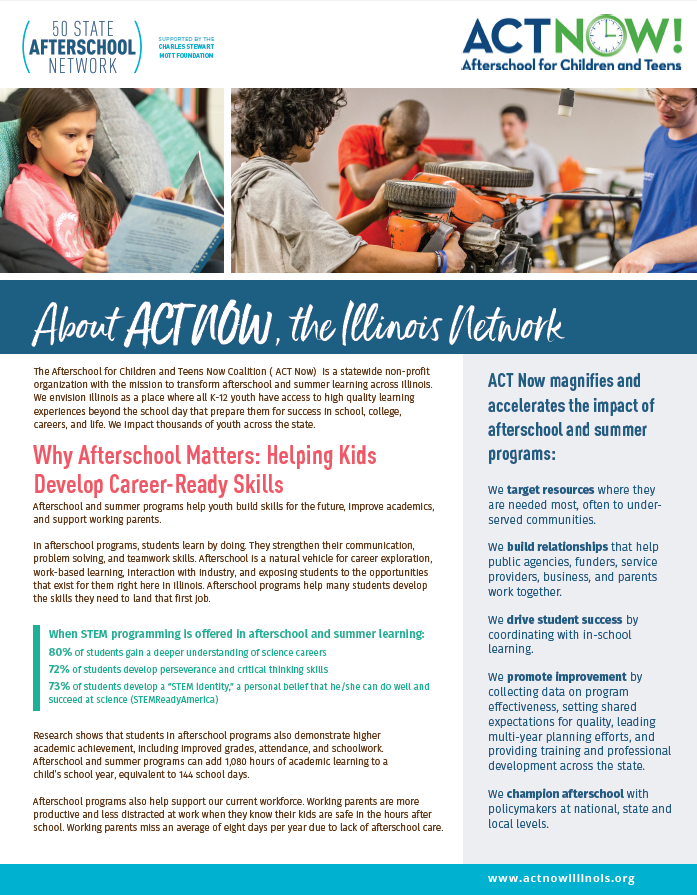 50 STATE
AFTERSCHOOL
NETWORK
SUPPORTED BY THE
CHARLES STEWART
MOTT FOUNDATION
ACT NOW!
Afterschool for Children and Teens
About ACT NOW, the Illinois Network
The Afterschool for Children and Teens Now Coalition ( ACT Now)  is a statewide non-profit
organization with the mission to transform afterschool and summer learning across Illinois.
We envision Illinois as a place where all K-12 youth have access to high quality learning
experiences beyond the school day that prepare them for success in school, college,
careers, and life. We impact thousands of youth across the state.
Why Afterschool Matters: Helping Kids
Develop Career-Ready Skills
Afterschool and summer programs help youth build skills for the future, improve academics,
and support working parents.
In afterschool programs, students learn by doing. They strengthen their communication,
problem solving, and teamwork skills. Afterschool is a natural vehicle for career exploration,
work-based learning, interaction with industry, and exposing students to the opportunities
that exist for them right here in Illinois. Afterschool programs help many students develop
the skills they need to land that first job.
When STEM programming is offered in afterschool and summer learning:
80% of students gain a deeper understanding of science careers
72% of students develop perseverance and critical thinking skills
73% of students develop a "STEM identity," a personal belief that he/she can do well and
succeed at science (STEMReadyAmerica)
Research shows that students in afterschool programs also demonstrate higher
academic achievement, including improved grades, attendance, and schoolwork.
Afterschool and summer programs can add 1,080 hours of academic learning to a
child's school year, equivalent to 144 school days.
Afterschool programs also help support our current workforce. Working parents are more
productive and less distracted at work when they know their kids are safe in the hours after
school. Working parents miss an average of eight days per year due to lack of afterschool care.
ACT Now magnifies and
accelerates the impact of
afterschool and summer
programs:
We target resources where they
are needed most, often to under-
served communities.
We build relationships that help
public agencies, funders, service
providers, business, and parents
work together.
We drive student success by
coordinating with in-school
learning.
We promote improvement by
collecting data on program
effectiveness, setting shared
expectations for quality, leading
multi-year planning efforts, and
providing training and professional
development across the state.
We champion afterschool with
policymakers at national, state and
local levels.
www.actnowillinois.org